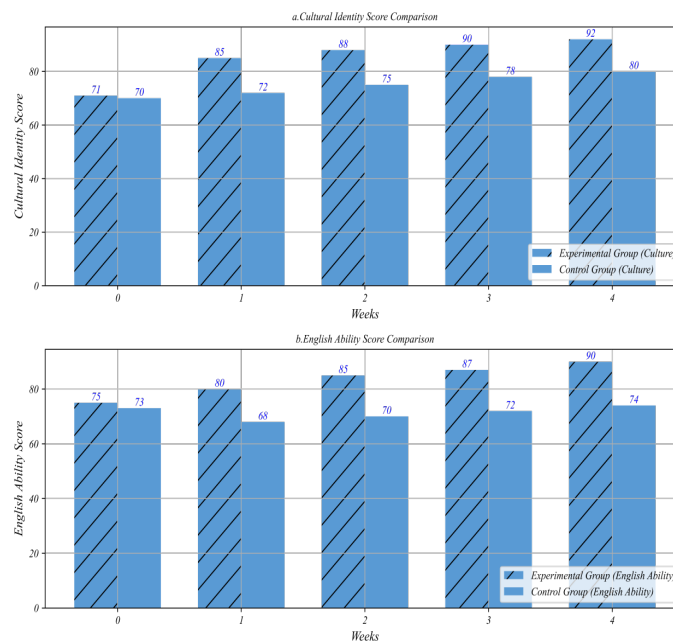 a.Cultural Identity Score Comparison
Cultural Identity Score
80
60
40
20
0
71 70 85 72 88 75 90 78 92 80
Experimental Group (Culture)
Control Group (Culture)
0 1 2 3 4
Weeks
b.English Ability Score Comparison
English Ability Score
80
60
40
20
0
75 73 80 68 85 70 87 72 90 74
Experimental Group (English Ability)
Control Group (English Ability)
0 1 2 3 4
Weeks